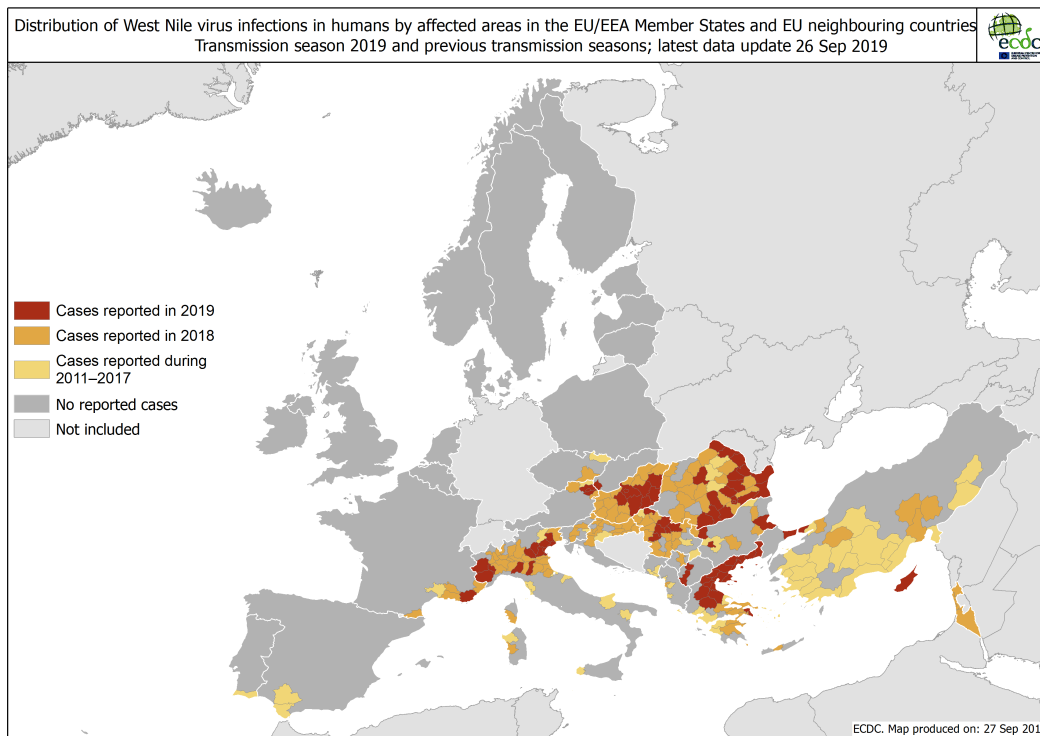 Distribution of West Nile virus infections in humans by affected areas in the EU/EEA Member States and EU neighbouring countries
Transmission season 2019 and previous transmission seasons; latest data update 26 Sep 2019
ecdc
Cases reported in 2019
Cases reported in 2018
Cases reported during
2011–2017
No reported cases
Not included
ECDC. Map produced on: 27 Sep 201